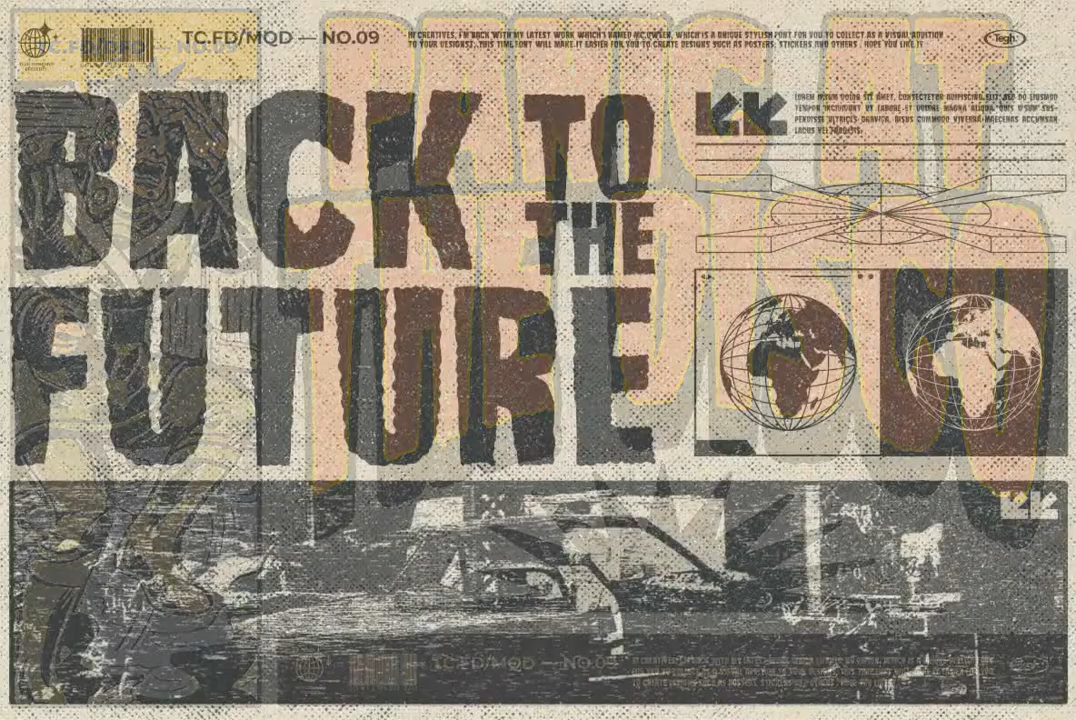 TC.FD/MQD — NO.09
HI CREATIVES, I'M BACK WITH MY LATEST WORK WHICH'S NAMED MC.QWEEN, WHICH IS A UNIQUE STYLISH FONT FOR YOU TO COLLECT AS A VISUAL ADDITION
TO YOUR DESIGNS!, THIS TIME FONT WILL MAKE IT EASIER FOR YOU TO CREATE DESIGNS SUCH AS POSTERS, STICKERS AND OTHERS, HOPE YOU LIKE IT
Tegh.
PANIC AT
THE DISCO
BACK TO
THE
FUTURE
LOREM IPSUM DOLOR SIT AMET, CONSECTETUR ADIPISCING ELIT, SED DO EIUSMOD
TEMPOR INCIDIDUNT UT LABORE ET DOLORE MAGNA ALIQUA. QUIS IPSUM SUS-
PENDISSE ULTRICES GRAVIDA. RISUS COMMODO VIVERRA MAECENAS ACCUMSAN
LACUS VEL FACILISIS.
TC.FD/MQD — NO.09